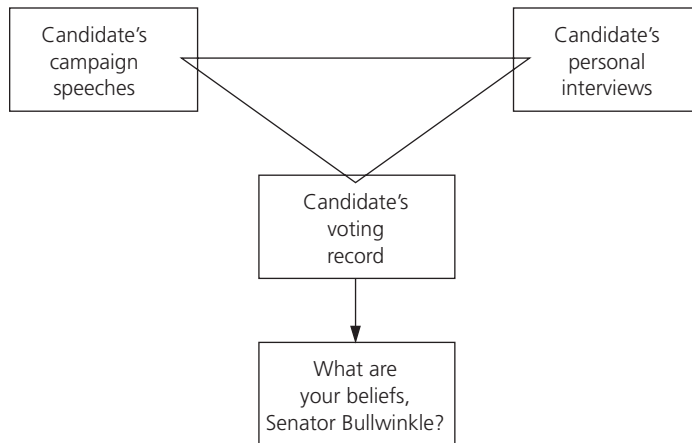 Candidate’s
campaign
speeches
Candidate’s
personal
interviews
Candidate’s
voting
record
What are
your beliefs,
Senator Bullwinkle?